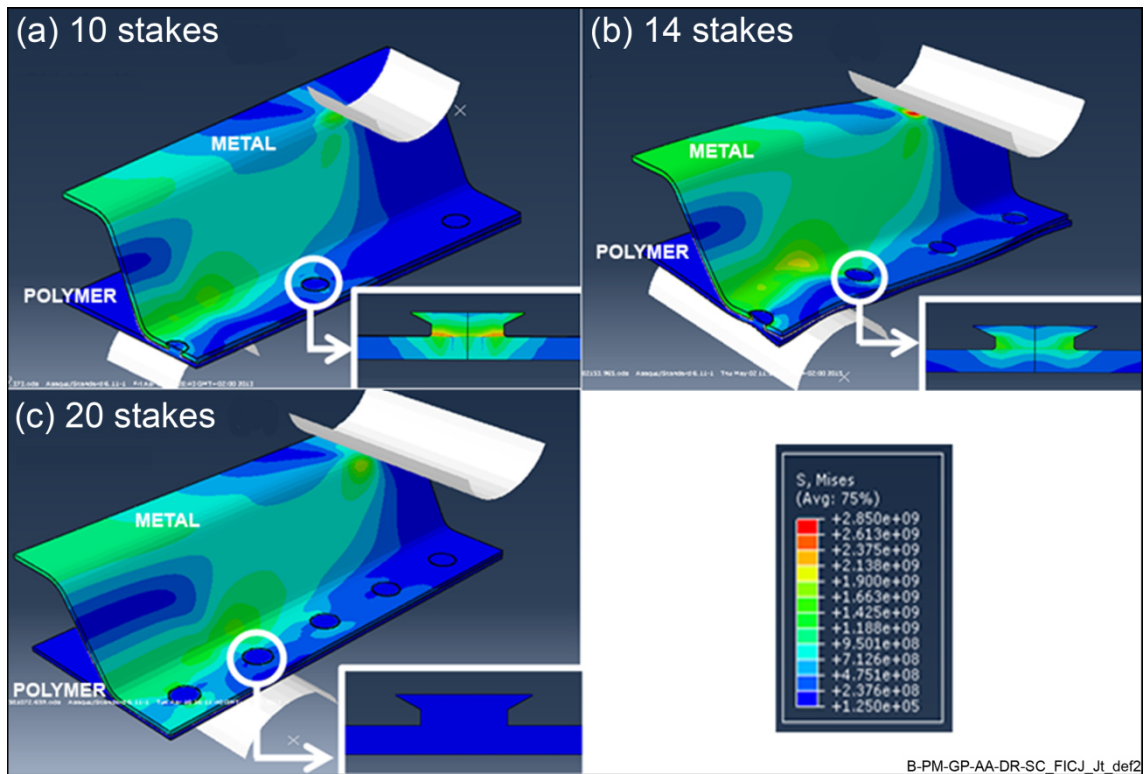 (a) 10 stakes
METAL
POLYMER
(b) 14 stakes
METAL
POLYMER
(c) 20 stakes
METAL
POLYMER
S, Mises
(Avg: 75%)
+2.850e+09
+2.613e+09
+2.375e+09
+2.138e+09
+1.900e+09
+1.663e+09
+1.425e+09
+1.188e+09
+9.501e+08
+7.126e+08
+4.751e+08
+2.376e+08
+1.250e+05
B-PM-GP-AA-DR-SC_FICJ_Jt_def2